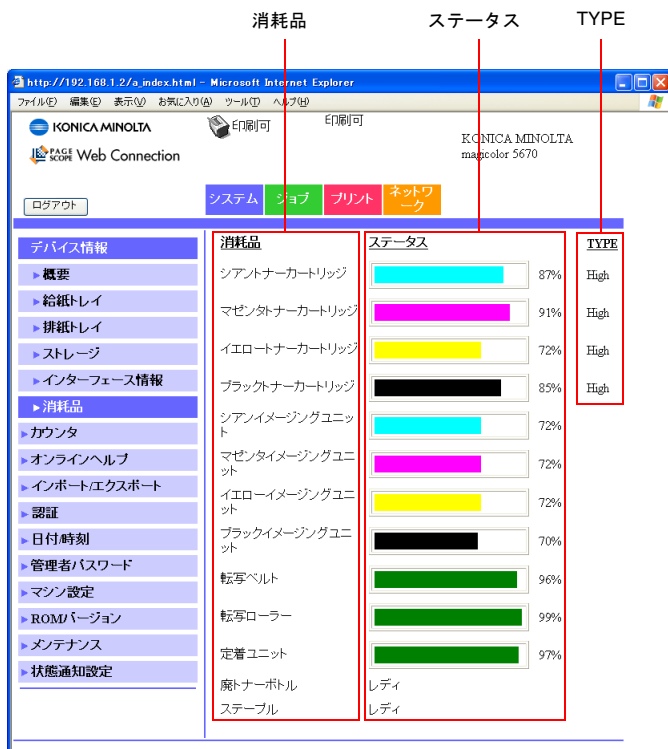 消耗品 ステータス TYPE
http://192.168.1.2/a_index.html - Microsoft Internet Explorer
ファイル(F) 編集(E) 表示(V) お気に入り(A) ツール(T) ヘルプ(H)
KONICA MINOLTA
印刷可
印刷可
KONICA MINOLTA
magicolor 5670
PAGE SCOPE Web Connection
ログアウト
システム
ジョブ
プリント
ネットワ
ーク
デバイス情報
概要
給紙トレイ
排紙トレイ
ストレージ
インターフェース情報
消耗品
カウンタ
オンラインヘルプ
インポート/エクスポート
認証
日付/時刻
管理者パスワード
マシン設定
ROMバージョン
メンテナンス
状態通知設定
消耗品 ステータス TYPE
シアントナーカートリッジ 87% High
マゼンタトナーカートリッジ 91% High
イエロートナーカートリッジ 72% High
ブラックトナーカートリッジ 85% High
シアンイメージングユニッ
ト 72%
マゼンタイメージングユニ
ット 72%
イエローイメージングユニ
ット 72%
ブラックイメージングユニ
ット 70%
転写ベルト 96%
転写ローラー 99%
定着ユニット 97%
廃トナーボトル レディ
ステープル レディ